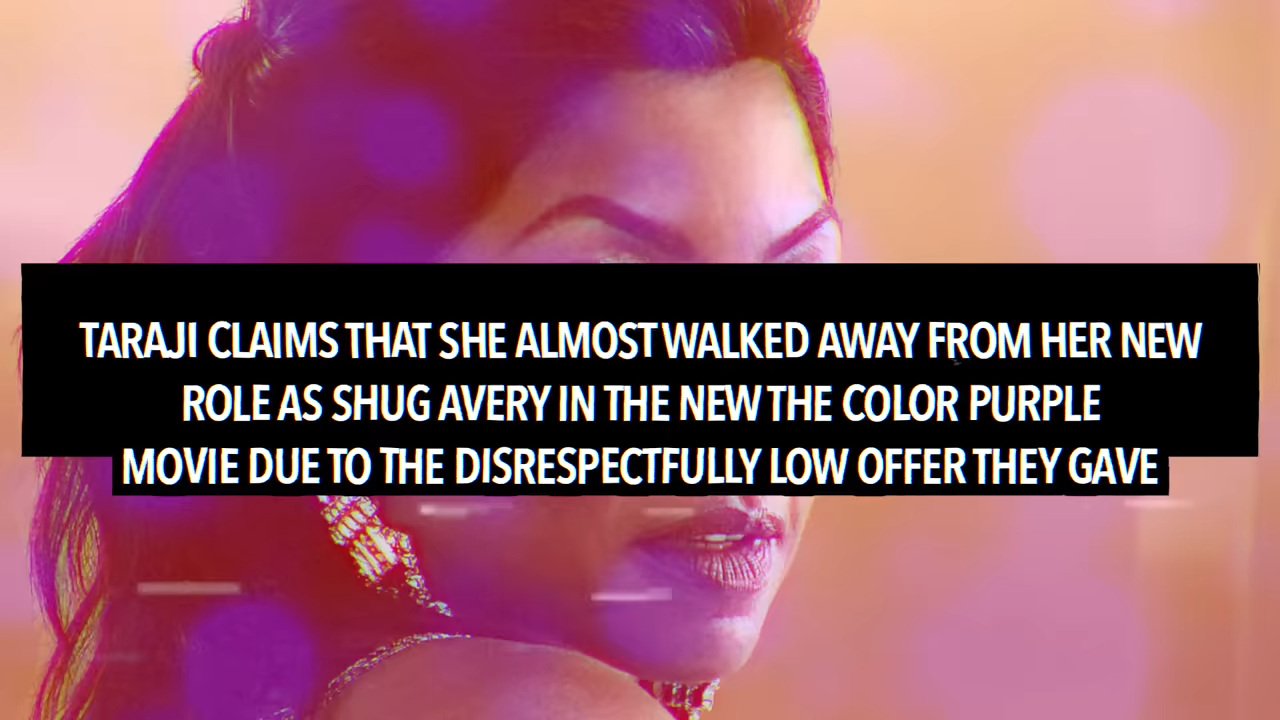 TARAJI CLAIMS THAT SHE ALMOST WALKED AWAY FROM HER NEW
ROLE AS SHUG AVERY IN THE NEW THE COLOR PURPLE
MOVIE DUE TO THE DISRESPECTFULLY LOW OFFER THEY GAVE